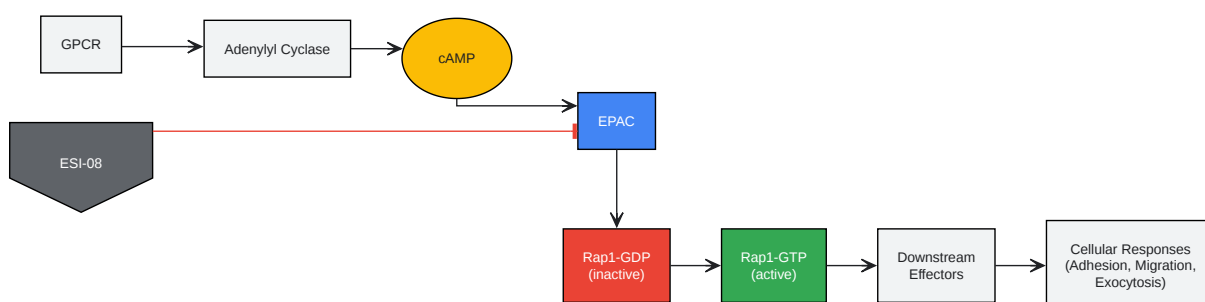 GPCR
Adenylyl Cyclase
cAMP
EPAC
ESI-08
Rap1-GDP
(inactive)
Rap1-GTP
(active)
Downstream
Effectors
Cellular Responses
(Adhesion, Migration,
Exocytosis)